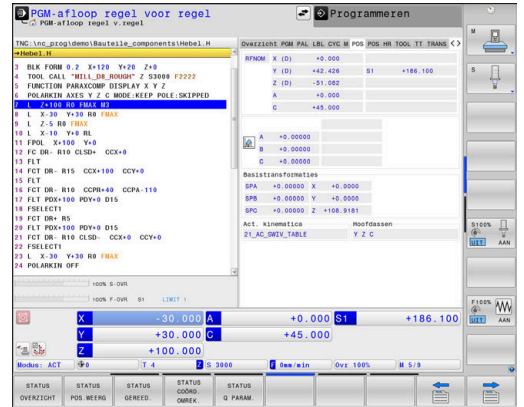 PGM-afloop regel voor regel
PGM-afloop regel v.regel
Programmeren
TNC:\nc_prog\demo\Bauteile_components\Hebel.H
→Hebel.H
3 BLK FORM 0.2 X+120 Y+20 Z+0
4 TOOL CALL "MILL_D8_ROUGH" Z S3000 F2222
5 FUNCTION PARAXCOMP DISPLAY X Y Z
6 POLARKIN AXES Y Z C MODE:KEEP POLE:SKIPPED
7 L Z+100 R0 FMAX M3
8 L X-30 Y+30 R0 FMAX
9 L Z-5 R0 FMAX
10 L X-10 Y+0 RL
11 FPOL X+100 Y+0
12 FC DR- R10 CLSD+ CCX+0
13 FLT
14 FCT DR- R15 CCX+100 CCY+0
15 FLT
16 FCT DR- R10 CCPR+40 CCPA-110
17 FLT PDX+100 PDY+0 D15
18 FSELECT1
19 FCT DR+ R5
20 FLT PDX+100 PDY+0 D15
21 FCT DR- R10 CLSD- CCX+0 CCY+0
22 FSELECT1
23 L X-30 Y+30 R0 FMAX
24 POLARKIN OFF
100% S-OVR
100% F-OVR S1 LIMIT 1
Overzicht PGM PAL LBL CYC M POS POS HR TOOL TT TRANS
RFNOM X (D) +0.000
Y (D) +42.426 S1 +186.100
Z (D) -51.082
A +0.000
C +45.000
A +0.00000
B +0.00000
C +0.00000
Basistransformaties
SPA +0.00000 X +0.0000
SPB +0.00000 Y +0.0000
SPC +0.00000 Z +108.9181
Act. kinematica Hoofdassen
21_AC_SWIV_TABLE Y Z C
X -30.000 A +0.000 S1 +186.100
Y +30.000 C +45.000
Z +100.000
Modus: ACT 0 T 4 Z S 3000 F 0mm/min Ovr 100% M 5/9
STATUS OVERZICHT
STATUS POS.WEERG
STATUS GEREED.
STATUS COÖRD. OMREK.
STATUS Q PARAM.
M
S
S100%
UIT AAN
F100%
UIT AAN